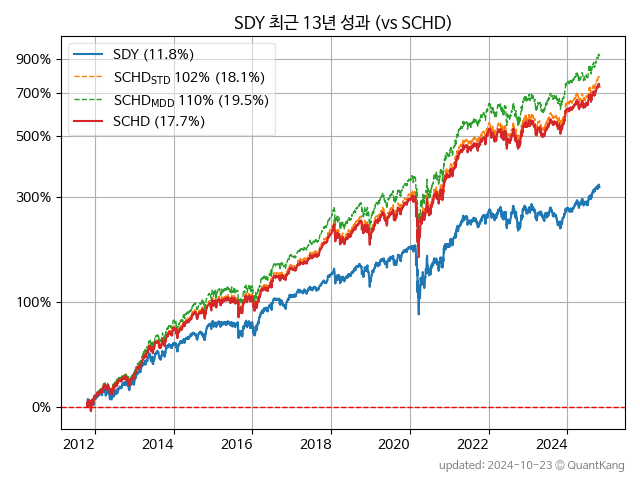 SDY 최근 13년 성과 (vs SCHD)
SDY (11.8%)
SCHD_STD 102% (18.1%)
SCHD_MDD 110% (19.5%)
SCHD (17.7%)
900%
700%
500%
300%
100%
0%
2012 2014 2016 2018 2020 2022 2024
updated: 2024-10-23 © QuantKang